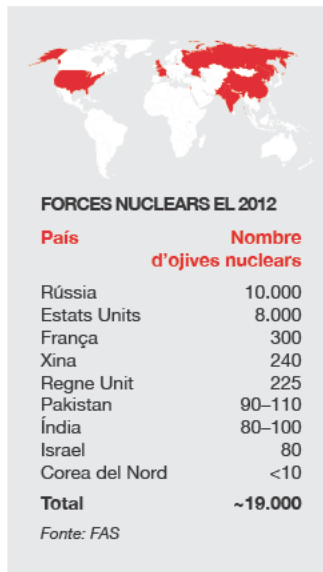 FORCES NUCLEARS EL 2012
País Nombre
d'ojives nuclears
Rússia 10.000
Estats Units 8.000
França 300
Xina 240
Regne Unit 225
Pakistan 90–110
Índia 80–100
Israel 80
Corea del Nord <10
Total ~19.000
Fonte: FAS